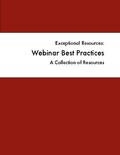 Exceptional Resources:
Webinar Best Practices
A Collection of Resources